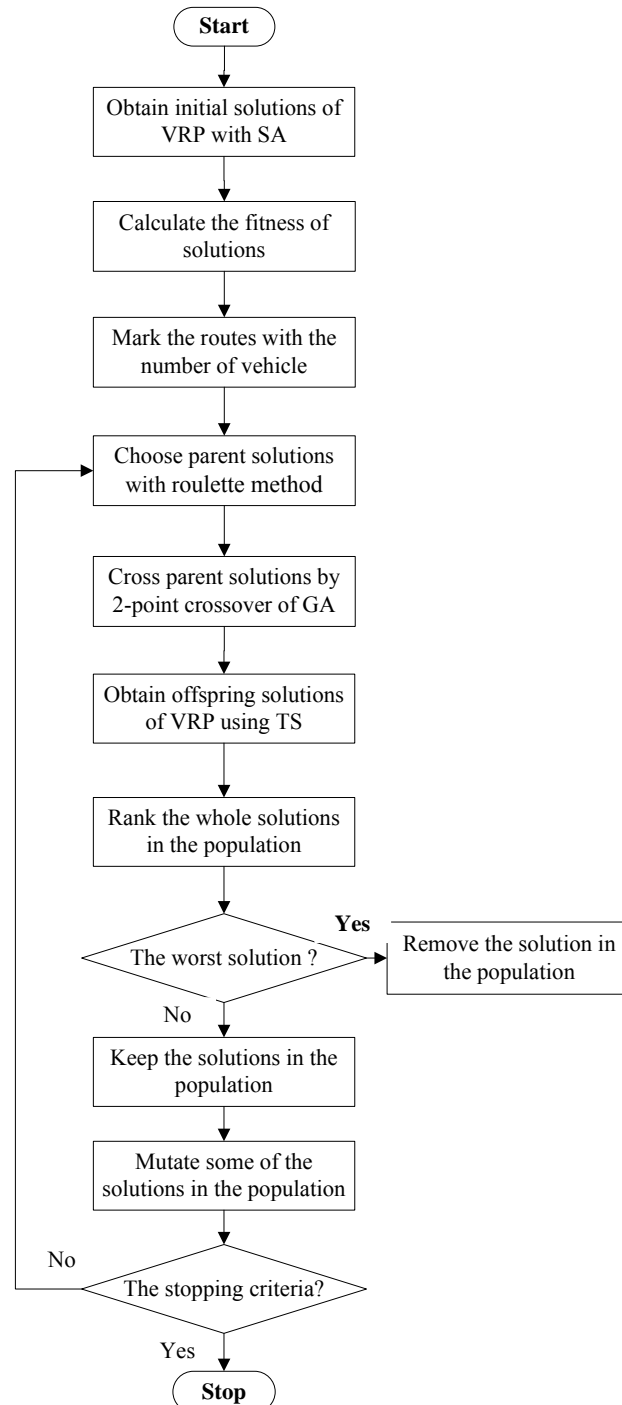 Start
Obtain initial solutions of
VRP with SA
Calculate the fitness of
solutions
Mark the routes with the
number of vehicle
Choose parent solutions
with roulette method
Cross parent solutions by
2-point crossover of GA
Obtain offspring solutions
of VRP using TS
Rank the whole solutions
in the population
The worst solution ?
Yes
Remove the solution in
the population
No
Keep the solutions in the
population
Mutate some of the
solutions in the population
No
The stopping criteria?
Yes
Stop